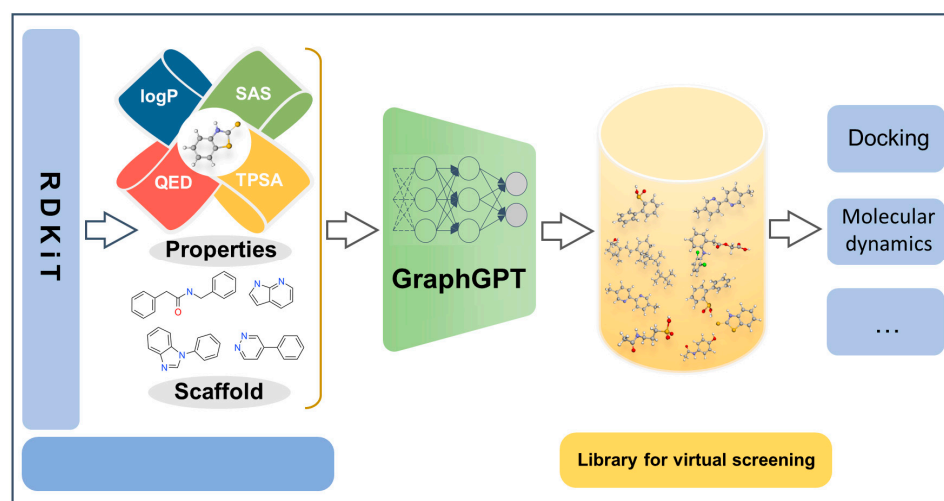 RDKiT
logP
SAS
QED
TPSA
Properties
N
H
O
N
H
N
N
N
N
N
Scaffold
GraphGPT
Library for virtual screening
Docking
Molecular
dynamics
...